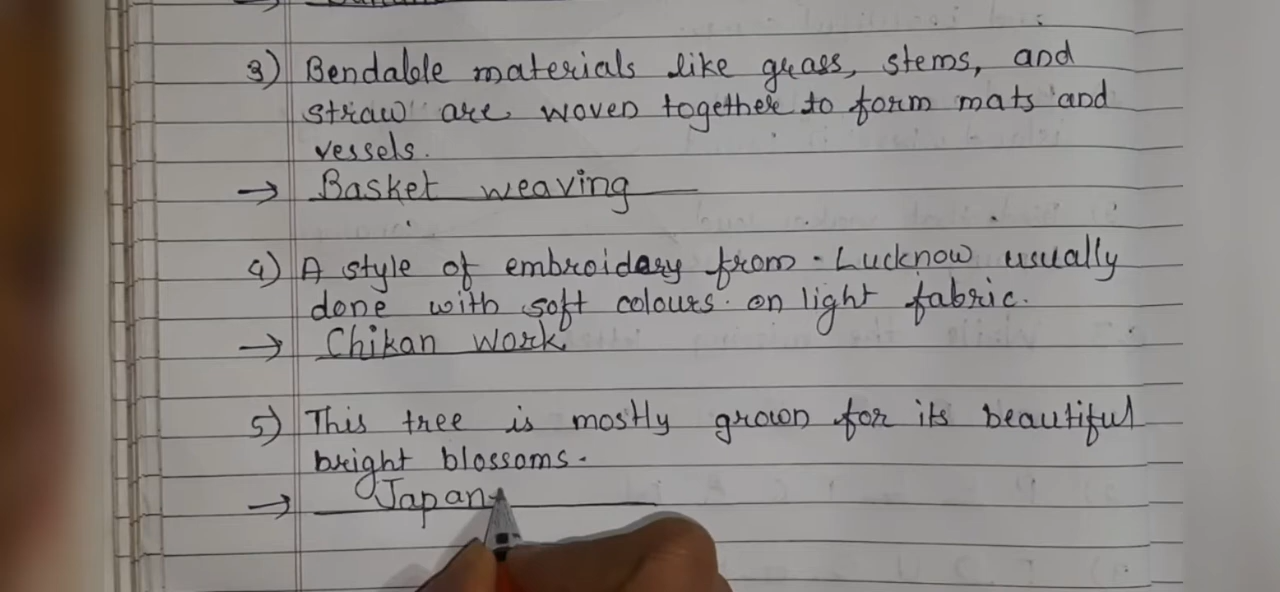 3) Bendable materials like grass, stems, and
straw are woven together to form mats and
vessels.
→ Basket weaving
4) A style of embroidery from Lucknow usually
done with soft colours on light fabric.
→ Chikan work
5) This tree is mostly grown for its beautiful
bright blossoms.
→ Japan